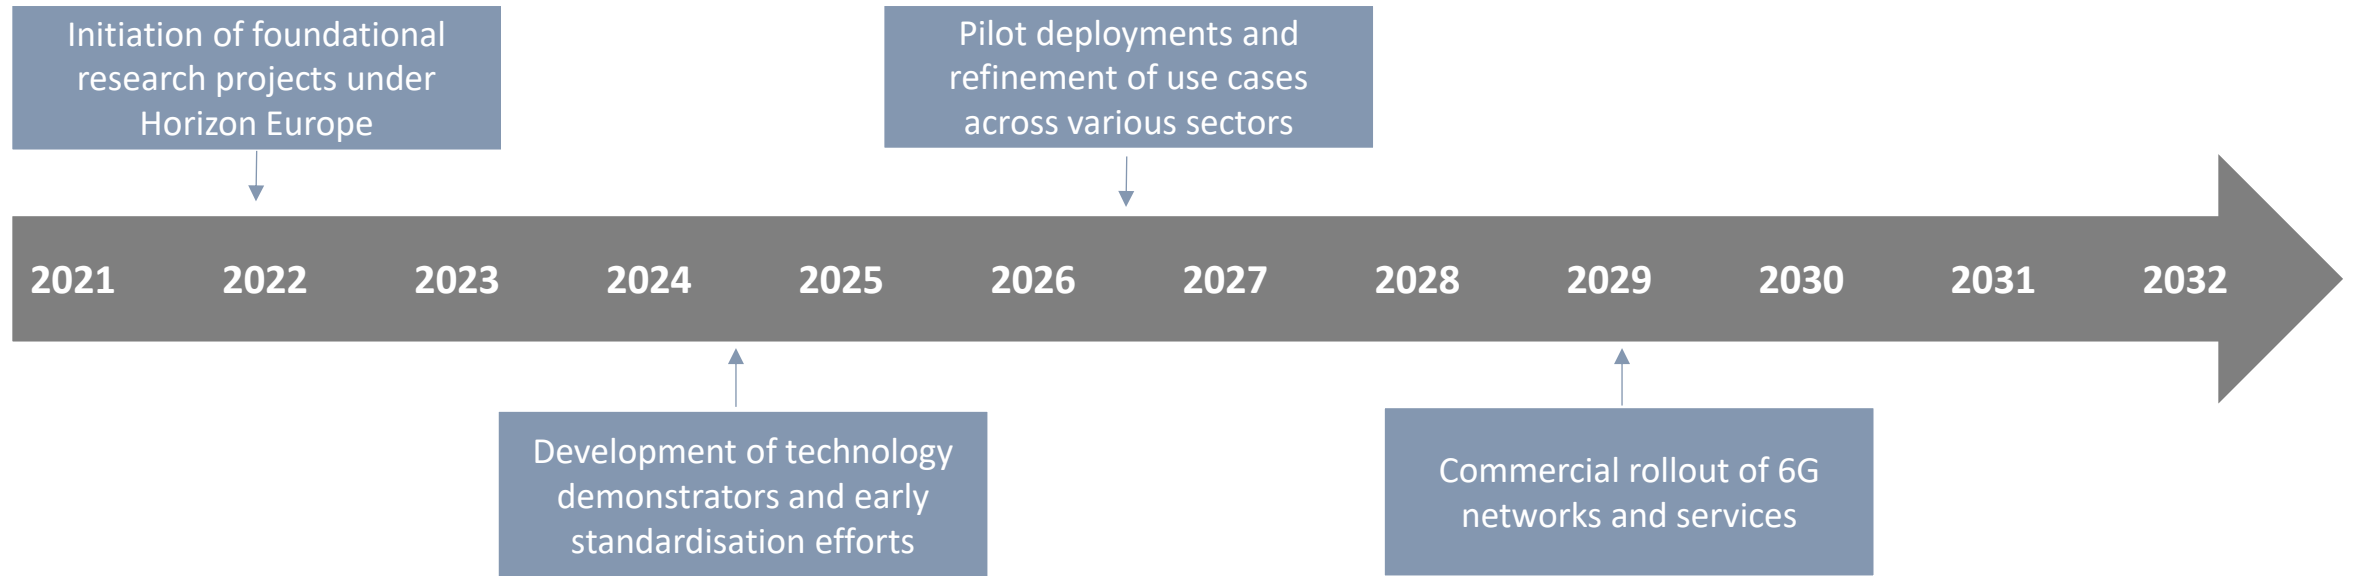 Initiation of foundational
research projects under
Horizon Europe
Pilot deployments and
refinement of use cases
across various sectors
2021 2022 2023 2024 2025 2026 2027 2028 2029 2030 2031 2032
Development of technology
demonstrators and early
standardisation efforts
Commercial rollout of 6G
networks and services